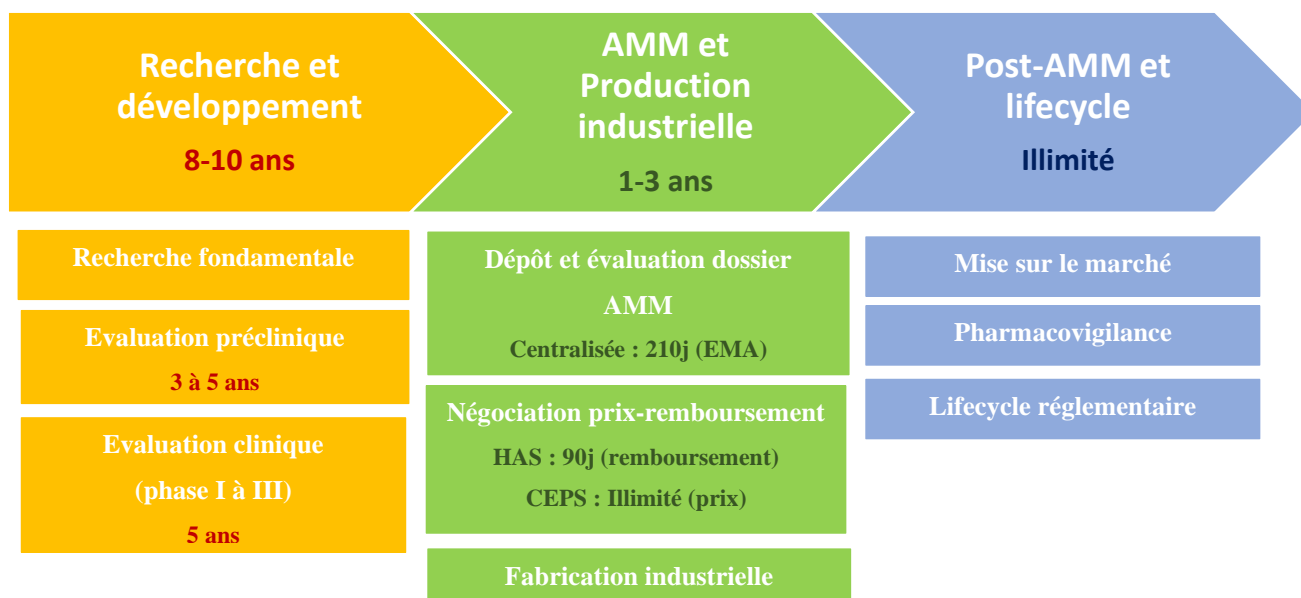 Recherche et
développement
8-10 ans
AMM et
Production
industrielle
1-3 ans
Post-AMM et
lifecycle
Illimité
Recherche fondamentale
Evaluation préclinique
3 à 5 ans
Evaluation clinique
(phase I à III)
5 ans
Dépôt et évaluation dossier
AMM
Centralisée : 210j (EMA)
Négociation prix-remboursement
HAS : 90j (remboursement)
CEPS : Illimité (prix)
Fabrication industrielle
Mise sur le marché
Pharmacovigilance
Lifecycle réglementaire